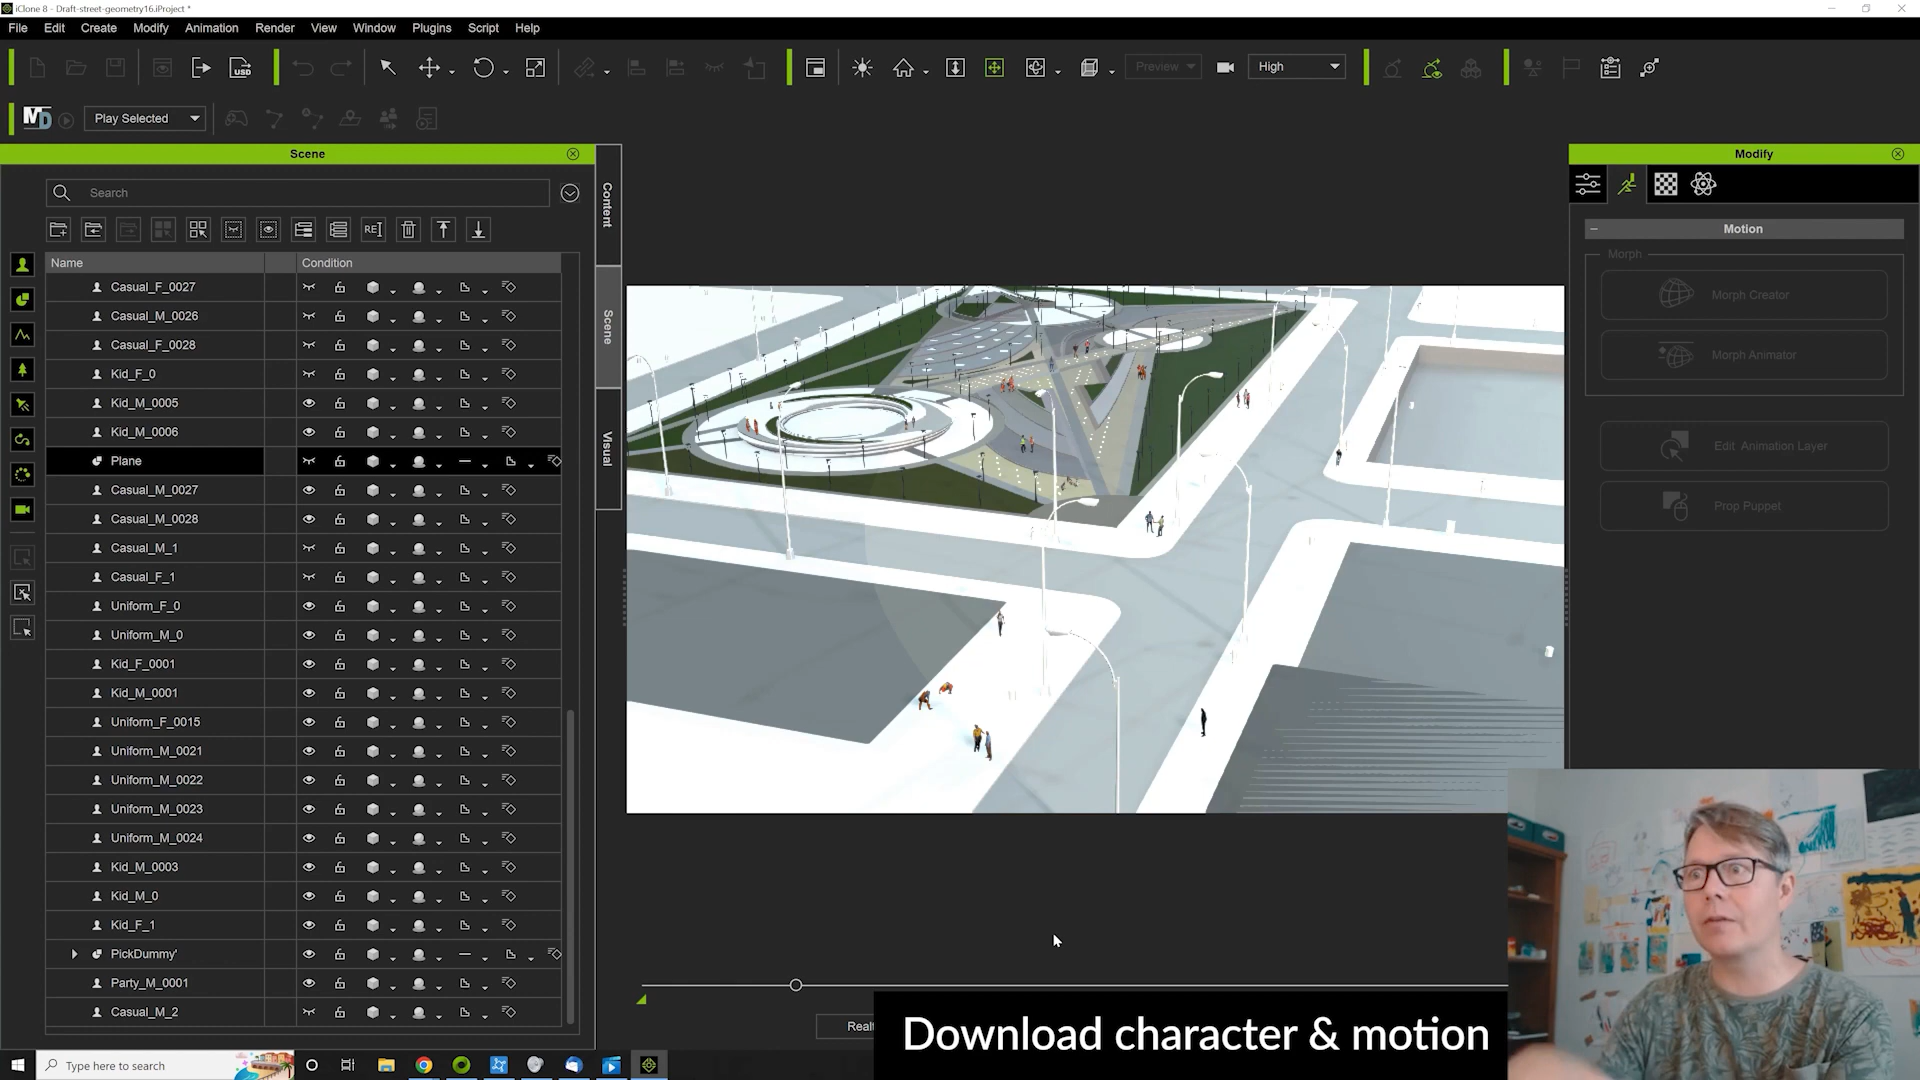 iClone 8 - Draft-street-geometry16.iProject *
File Edit Create Modify Animation Render View Window Plugins Script Help
USD
Preview
High
MD
Play Selected
Scene
Modify
Search
Content
Scene
Visual
REI
Name Condition
Casual_F_0027
Casual_M_0026
Casual_F_0028
Kid_F_0
Kid_M_0005
Kid_M_0006
Plane
Casual_M_0027
Casual_M_0028
Casual_M_1
Casual_F_1
Uniform_F_0
Uniform_M_0
Kid_F_0001
Kid_M_0001
Uniform_F_0015
Uniform_M_0021
Uniform_M_0022
Uniform_M_0023
Uniform_M_0024
Kid_M_0003
Kid_M_0
Kid_F_1
PickDummy'
Party_M_0001
Casual_M_2
Motion
Morph
Morph Creator
Morph Animator
Edit Animation Layer
Prop Puppet
Download character & motion
Type here to search